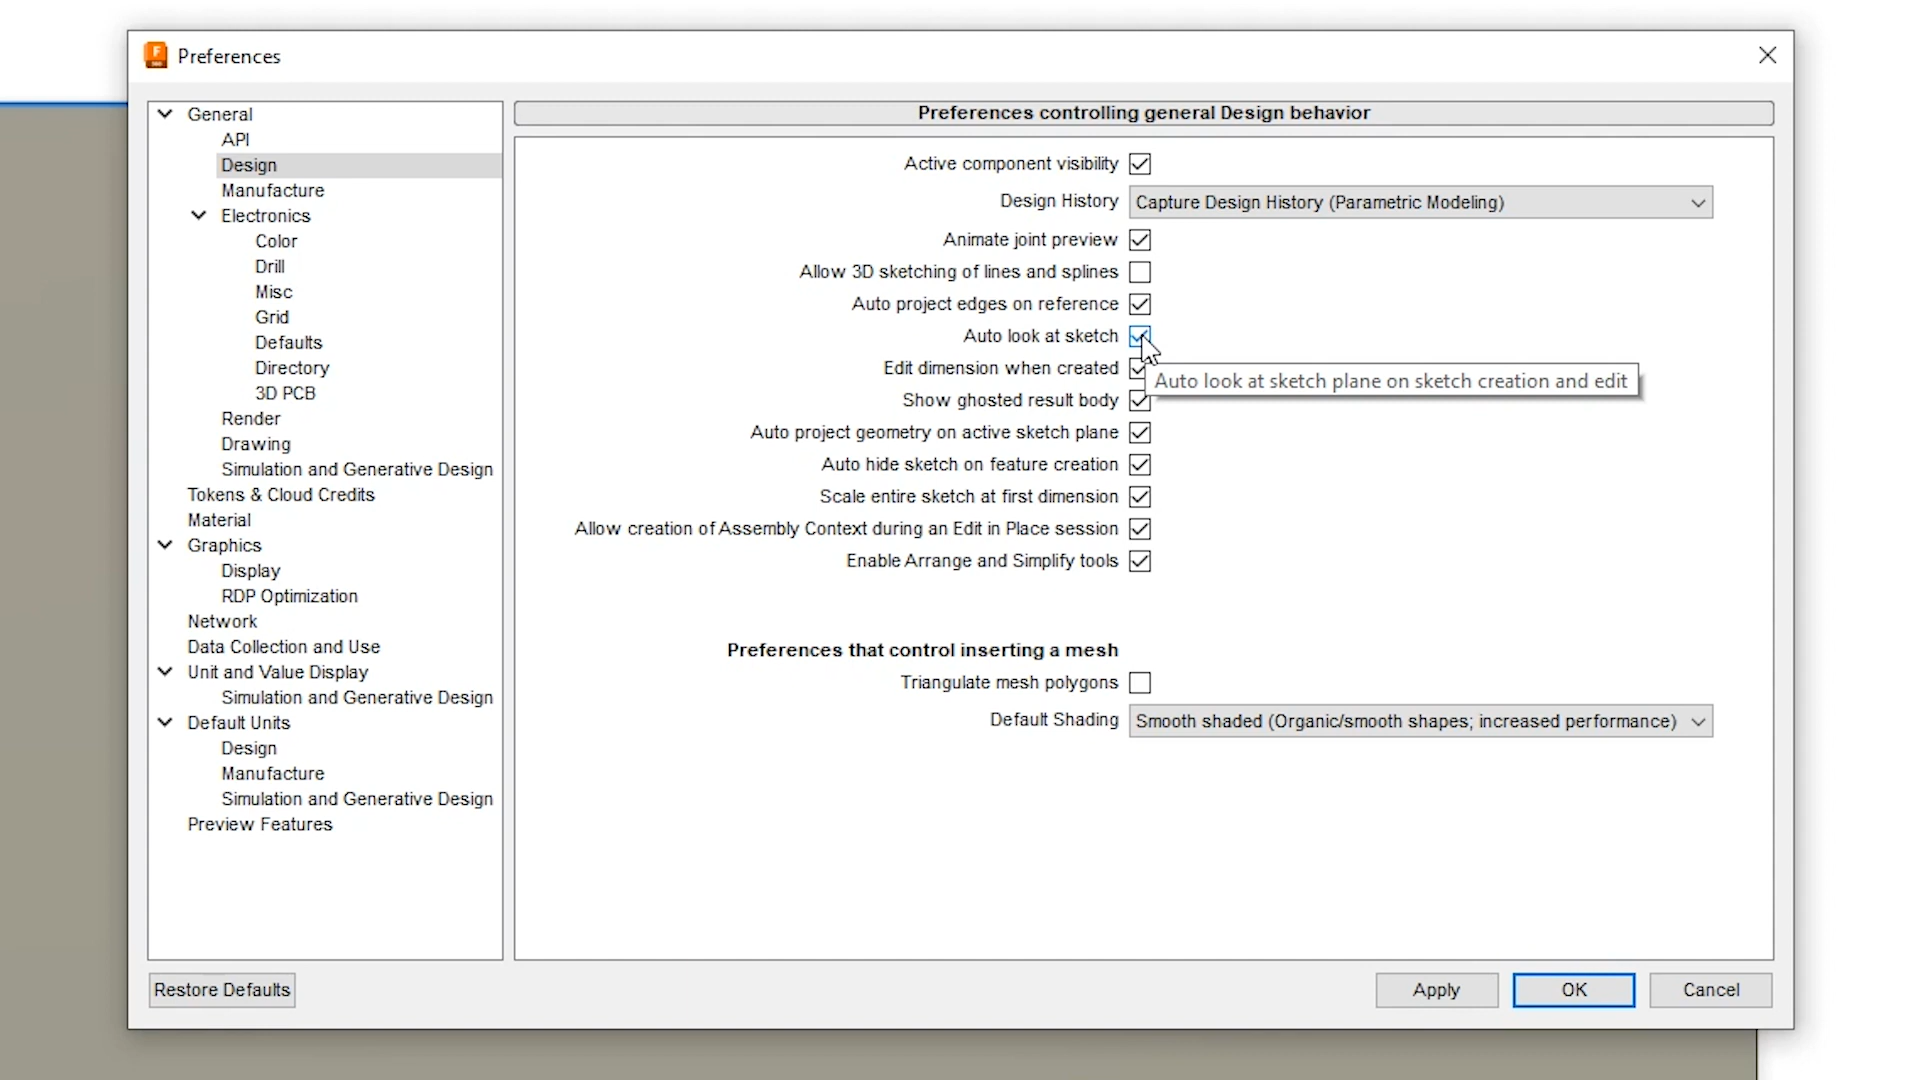 Preferences
General
API
Design
Manufacture
Electronics
Color
Drill
Misc
Grid
Defaults
Directory
3D PCB
Render
Drawing
Simulation and Generative Design
Tokens & Cloud Credits
Material
Graphics
Display
RDP Optimization
Network
Data Collection and Use
Unit and Value Display
Simulation and Generative Design
Default Units
Design
Manufacture
Simulation and Generative Design
Preview Features
Preferences controlling general Design behavior
Active component visibility
Design History Capture Design History (Parametric Modeling)
Animate joint preview
Allow 3D sketching of lines and splines
Auto project edges on reference
Auto look at sketch
Edit dimension when created
Auto look at sketch plane on sketch creation and edit
Show ghosted result body
Auto project geometry on active sketch plane
Auto hide sketch on feature creation
Scale entire sketch at first dimension
Allow creation of Assembly Context during an Edit in Place session
Enable Arrange and Simplify tools
Preferences that control inserting a mesh
Triangulate mesh polygons
Default Shading Smooth shaded (Organic/smooth shapes; increased performance)
Restore Defaults
Apply
OK
Cancel